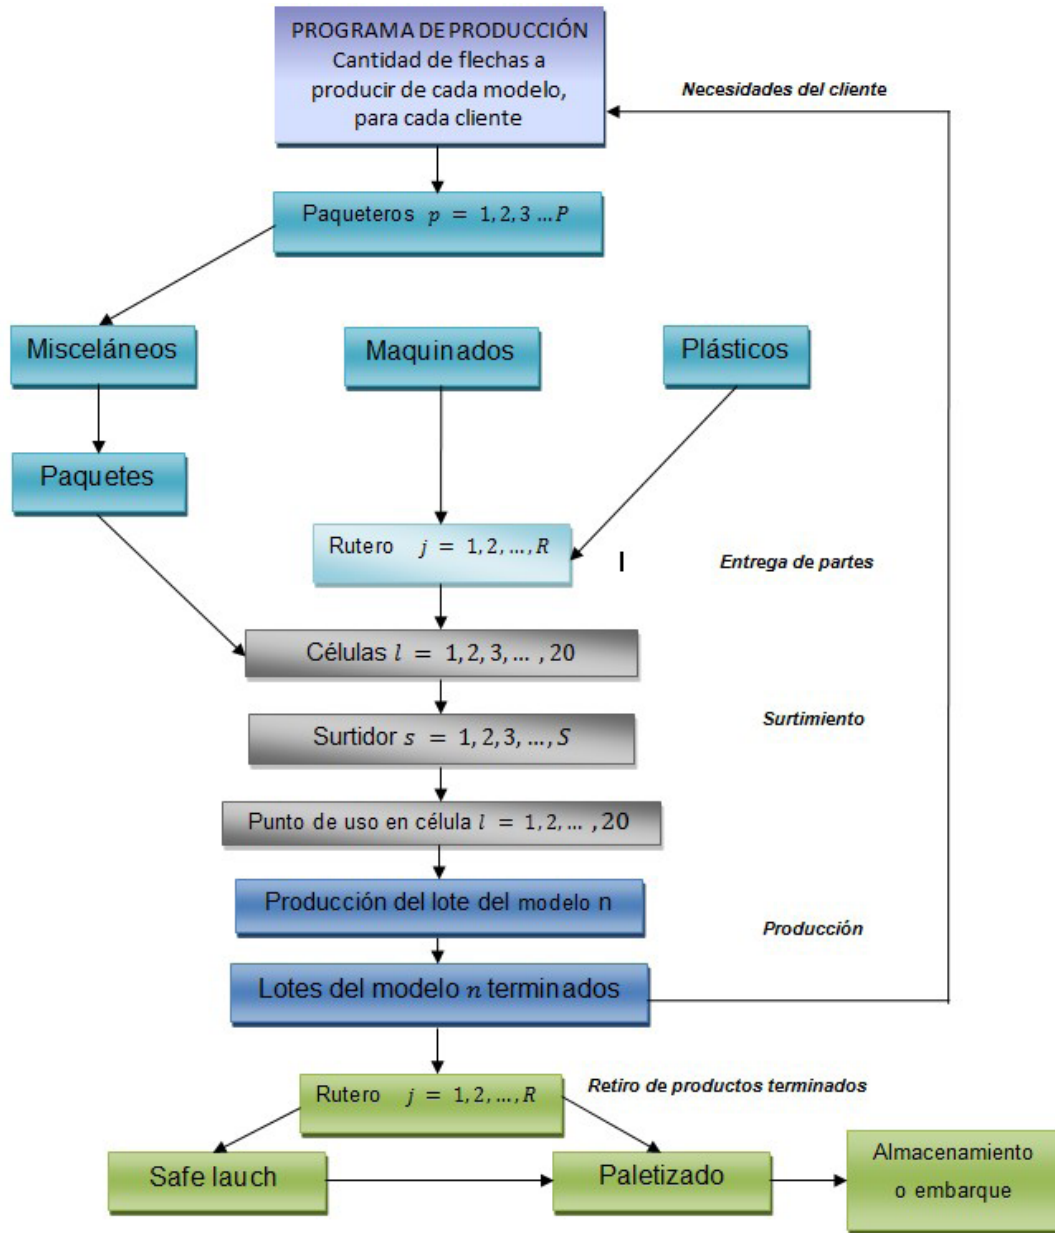 PROGRAMA DE PRODUCCIÓN
Cantidad de flechas a
producir de cada modelo,
para cada cliente
Necesidades del cliente
Paqueteros p = 1, 2, 3 ... P
Misceláneos
Maquinados
Plásticos
Paquetes
Rutero j = 1, 2, ..., R
I
Entrega de partes
Células l = 1, 2, 3, ... , 20
Surtimiento
Surtidor s = 1, 2, 3, ..., S
Punto de uso en célula l = 1, 2, ... , 20
Producción del lote del modelo n
Producción
Lotes del modelo n terminados
Rutero j = 1, 2, ..., R
Retiro de productos terminados
Safe lauch
Paletizado
Almacenamiento
o embarque